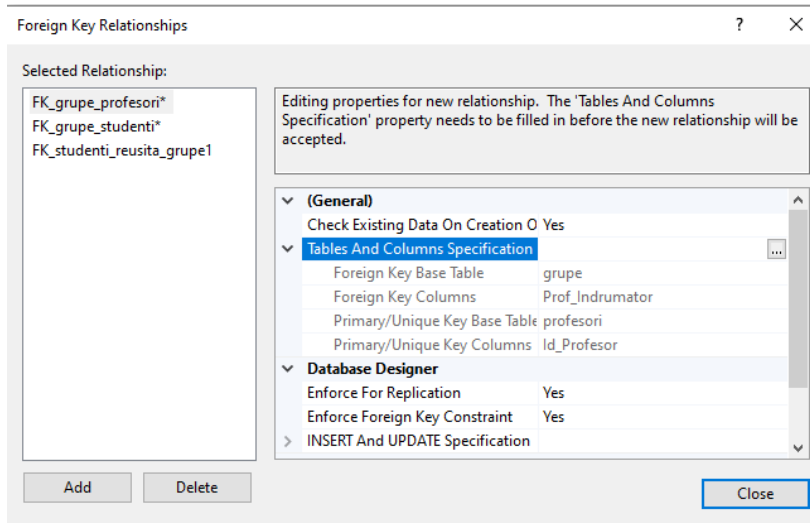 Foreign Key Relationships
?
Selected Relationship:
FK_grupe_profesori*
FK_grupe_studenti*
FK_studenti_reusita_grupe1
Editing properties for new relationship. The 'Tables And Columns
Specification' property needs to be filled in before the new relationship will be
accepted.
(General)
Check Existing Data On Creation O Yes
Tables And Columns Specification
...
Foreign Key Base Table grupe
Foreign Key Columns Prof_Indrumator
Primary/Unique Key Base Table profesori
Primary/Unique Key Columns Id_Profesor
Database Designer
Enforce For Replication Yes
Enforce Foreign Key Constraint Yes
INSERT And UPDATE Specification
Add
Delete
Close